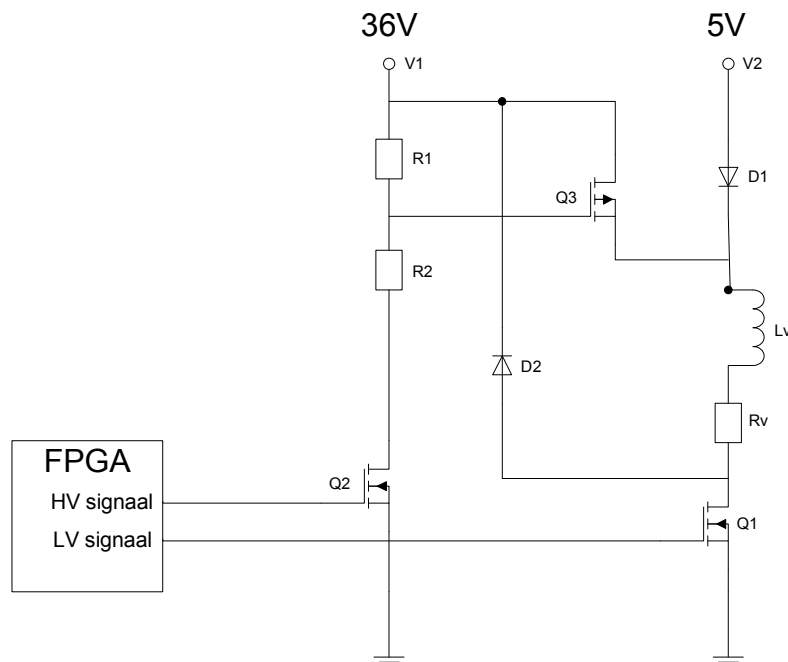 36V
5V
V1
V2
R1
Q3
D1
R2
Lv
D2
Rv
FPGA
HV signaal
Q2
LV signaal
Q1